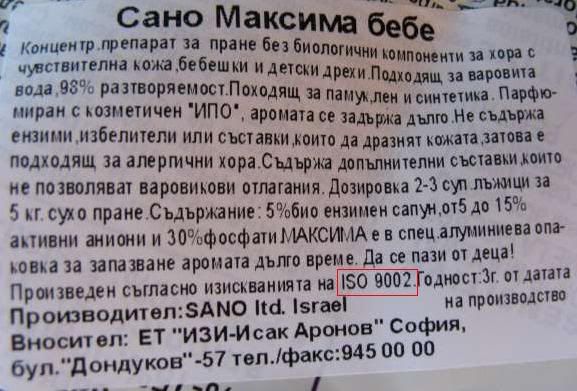 Сано Максима бебе
Концентр.препарат за пране без биологични компоненти за хора с
чувствителна кожа,бебешки и детски дрехи.Подходящ за варовита
вода,98% разтворяемост.Походящ за памук,лен и синтетика. Парфю-
миран с козметичен "ИПО", аромата се задържа дълго.Не съдържа
ензими,избелители или съставки,които да дразнят кожата,затова е
подходящ за алергични хора.Съдържа допълнителни съставки,които
не позволяват варовикови отлагания. Дозировка 2-3 суп.лъжици за
5 кг. сухо пране.Съдържание: 5%био ензимен сапун,от5 до 15%
активни аниони и 30%фосфати.МАКСИМА е в спец.алуминиева опа-
ковка за запазване аромата дълго време. Да се пази от деца!
Произведен съгласно изискванията на ISO 9002.Годност:3г. от датата
на производство
Производител:SANO ltd. Israel
Вносител: ЕТ "ИЗИ-Исак Аронов" София,
бул."Дондуков"-57 тел./факс:945 00 00